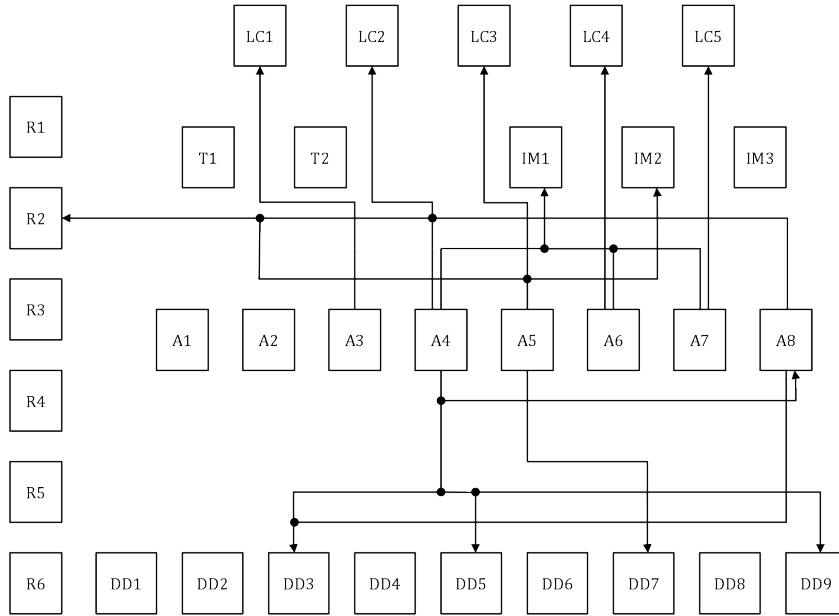 LC1 LC2 LC3 LC4 LC5
R1
T1 T2 IM1 IM2 IM3
R2
R3
A1 A2 A3 A4 A5 A6 A7 A8
R4
R5
R6 DD1 DD2 DD3 DD4 DD5 DD6 DD7 DD8 DD9